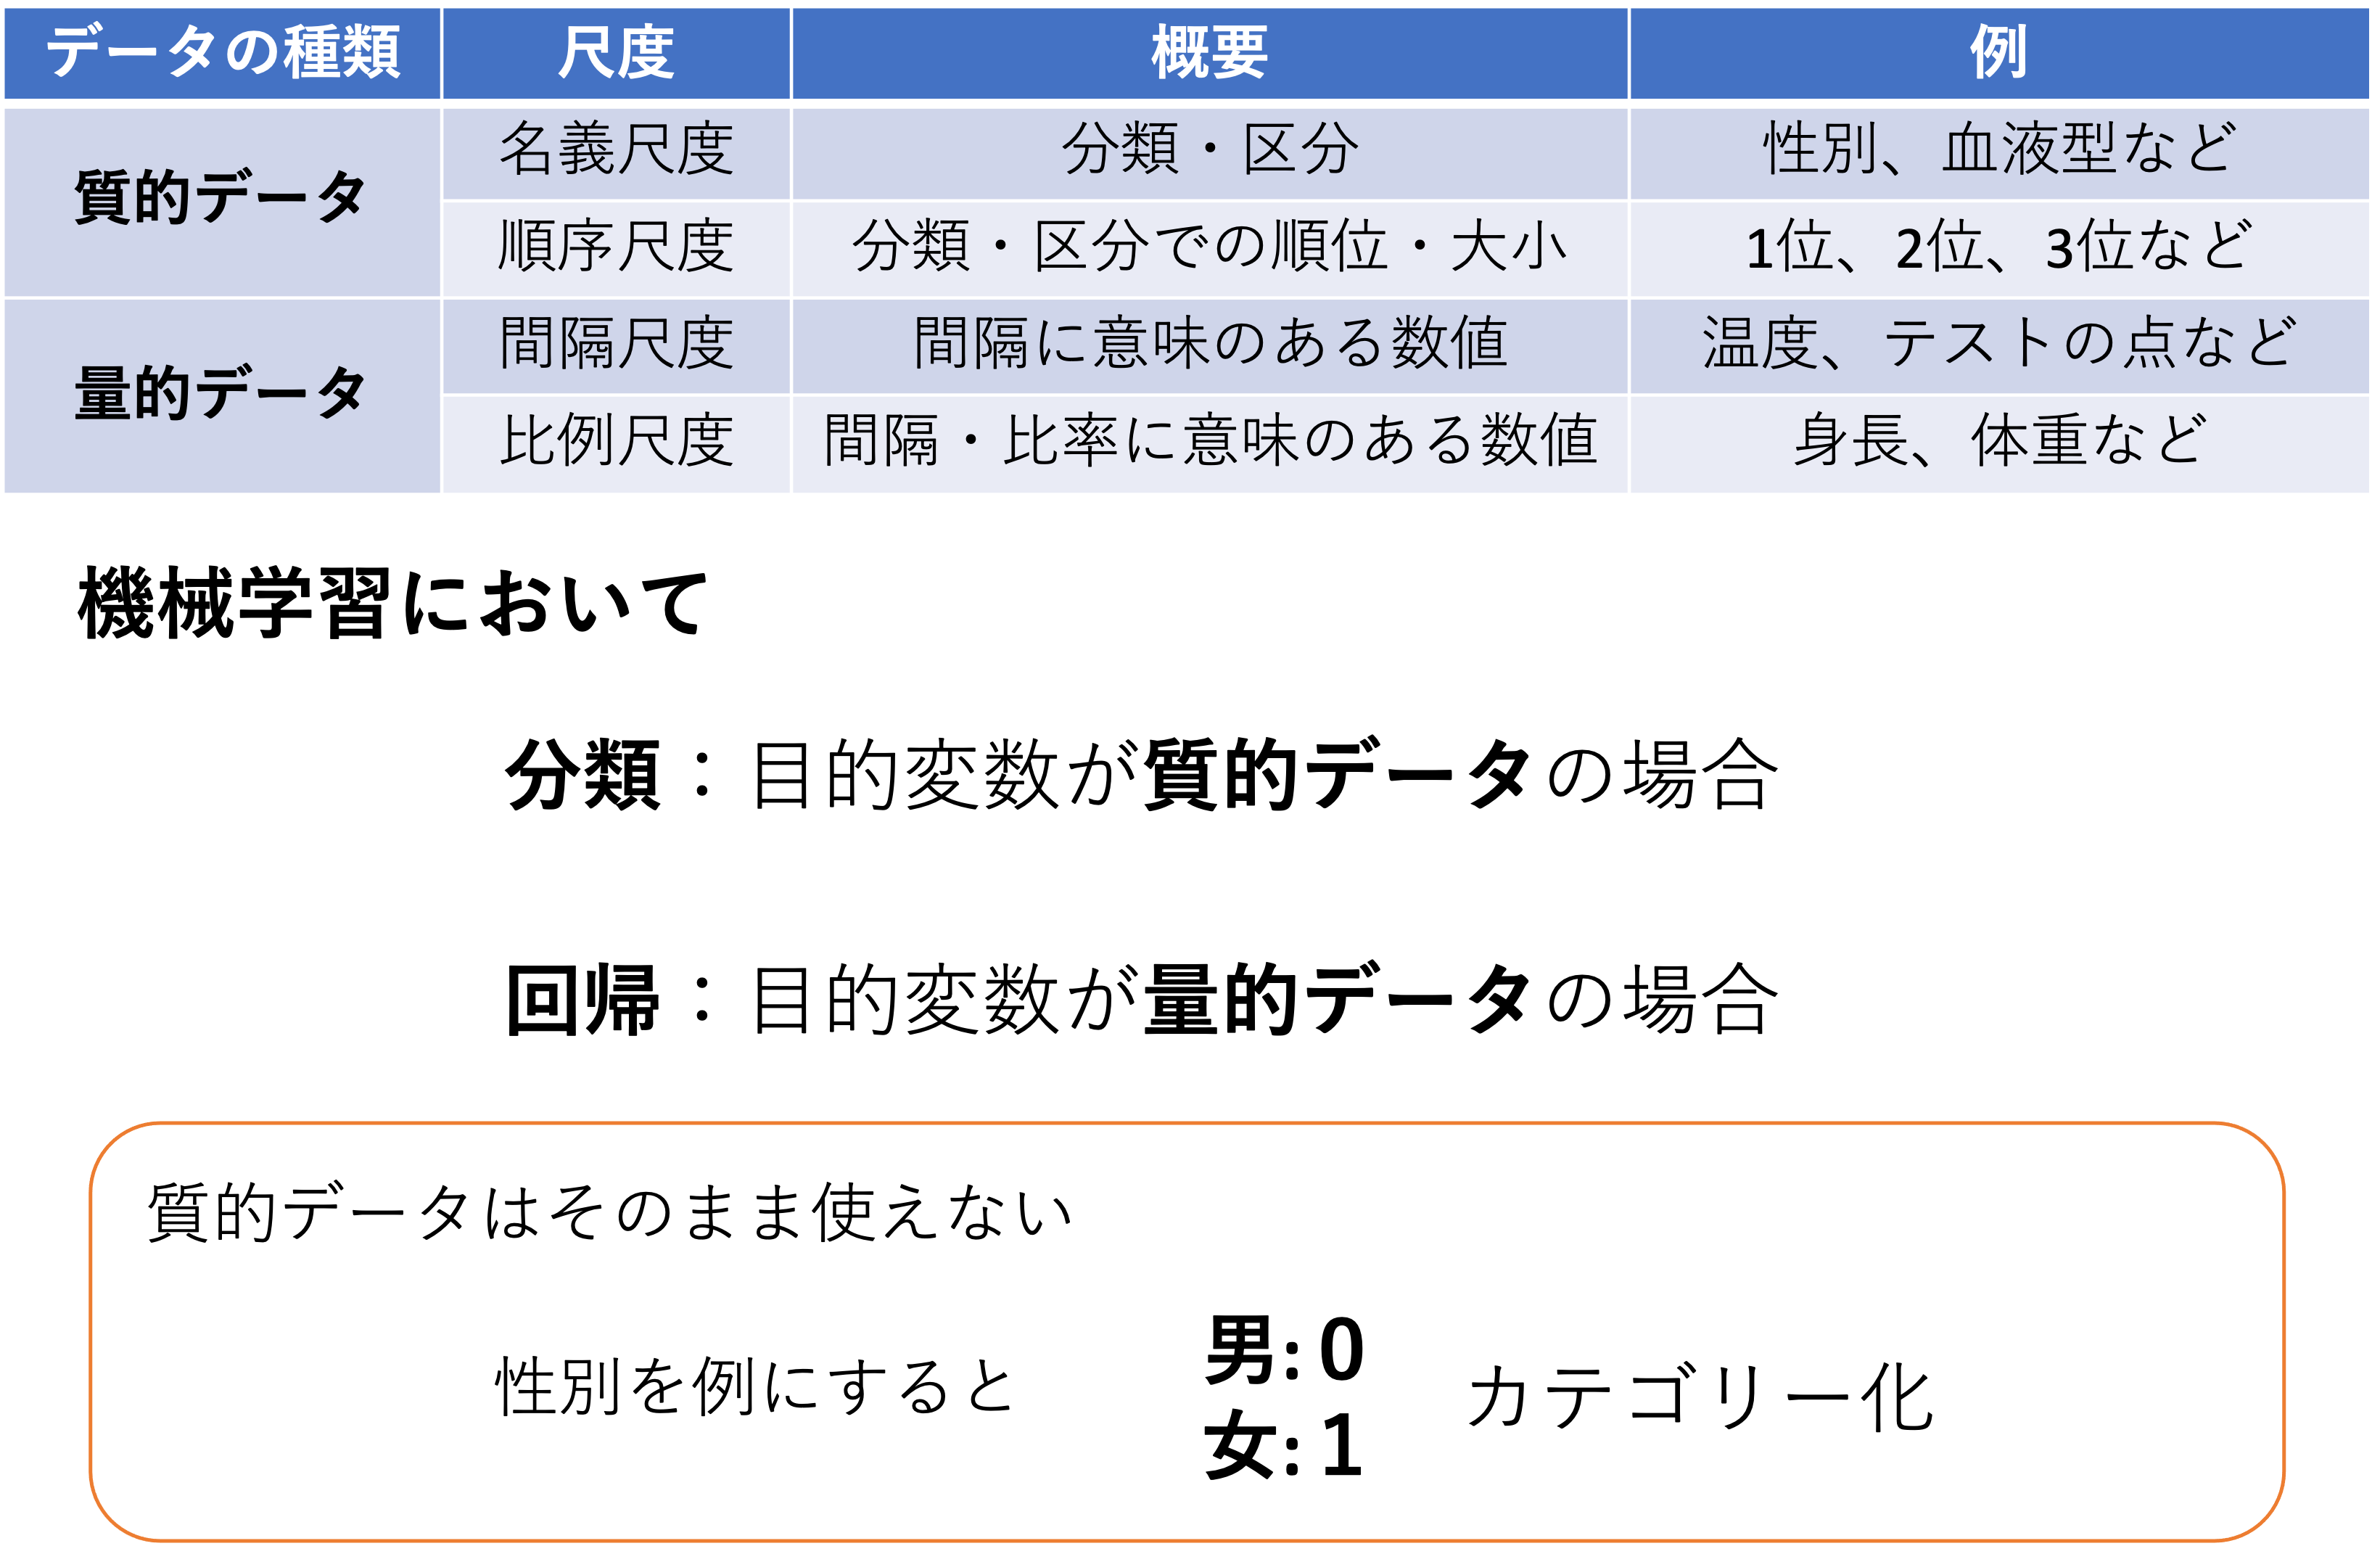 データの種類 尺度 概要 例
質的データ 名義尺度 分類・区分 性別、血液型など
順序尺度 分類・区分での順位・大小 1位、2位、3位など
量的データ 間隔尺度 間隔に意味のある数値 温度、テストの点など
比例尺度 間隔・比率に意味のある数値 身長、体重など
機械学習において
分類：目的変数が質的データの場合
回帰：目的変数が量的データの場合
質的データはそのまま使えない
性別を例にすると
男:0
女:1
カテゴリー化